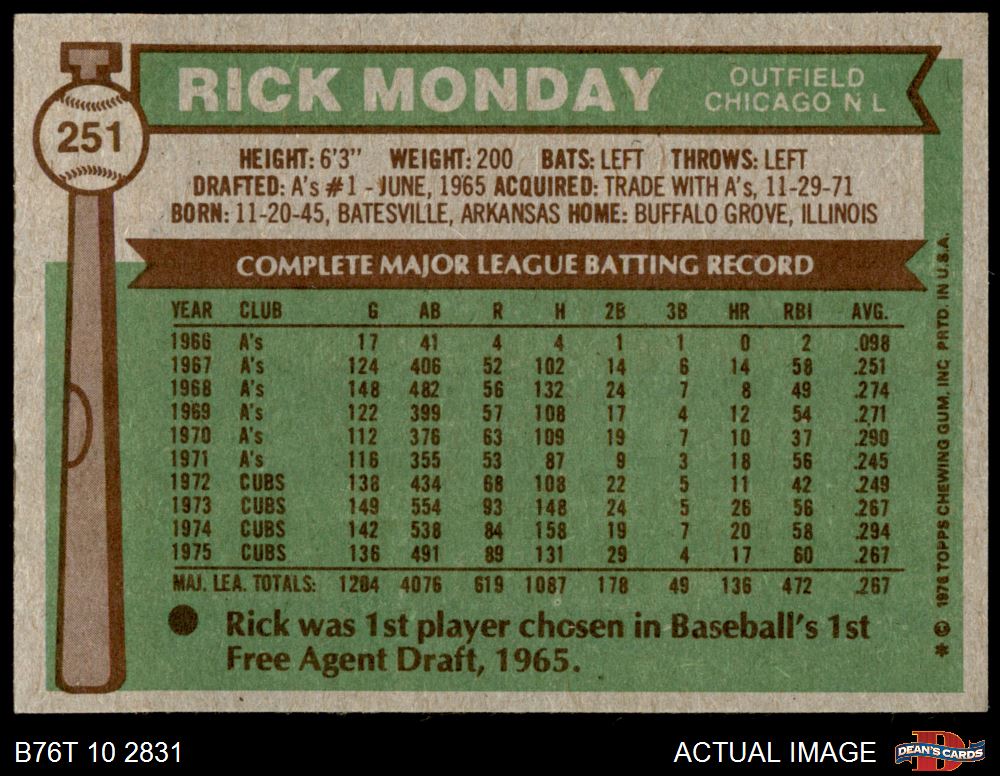 RICK MONDAY
OUTFIELD
CHICAGO N L
251
HEIGHT: 6'3" WEIGHT: 200 BATS: LEFT THROWS: LEFT
DRAFTED: A's #1 - JUNE, 1965 ACQUIRED: TRADE WITH A's, 11-29-71
BORN: 11-20-45, BATESVILLE, ARKANSAS HOME: BUFFALO GROVE, ILLINOIS
COMPLETE MAJOR LEAGUE BATTING RECORD
YEAR CLUB G AB R H 2B 3B HR RBI AVG.
1966 A's 17 41 4 4 1 1 0 2 .098
1967 A's 124 406 52 102 14 6 14 58 .251
1968 A's 148 482 56 132 24 7 8 49 .274
1969 A's 122 399 57 108 17 4 12 54 .271
1970 A's 112 376 63 109 19 7 10 37 .290
1971 A's 116 355 53 87 9 3 18 56 .245
1972 CUBS 138 434 68 108 22 5 11 42 .249
1973 CUBS 149 554 93 148 24 5 26 56 .267
1974 CUBS 142 538 84 158 19 7 20 58 .294
1975 CUBS 136 491 89 131 29 4 17 60 .267
MAJ. LEA. TOTALS: 1204 4076 619 1087 178 49 136 472 .267
Rick was 1st player chosen in Baseball's 1st
Free Agent Draft, 1965.
* © 1976 TOPPS CHEWING GUM, INC. PRTD. IN U.S.A.
B76T 10 2831
ACTUAL IMAGE
DEAN'S CARDS